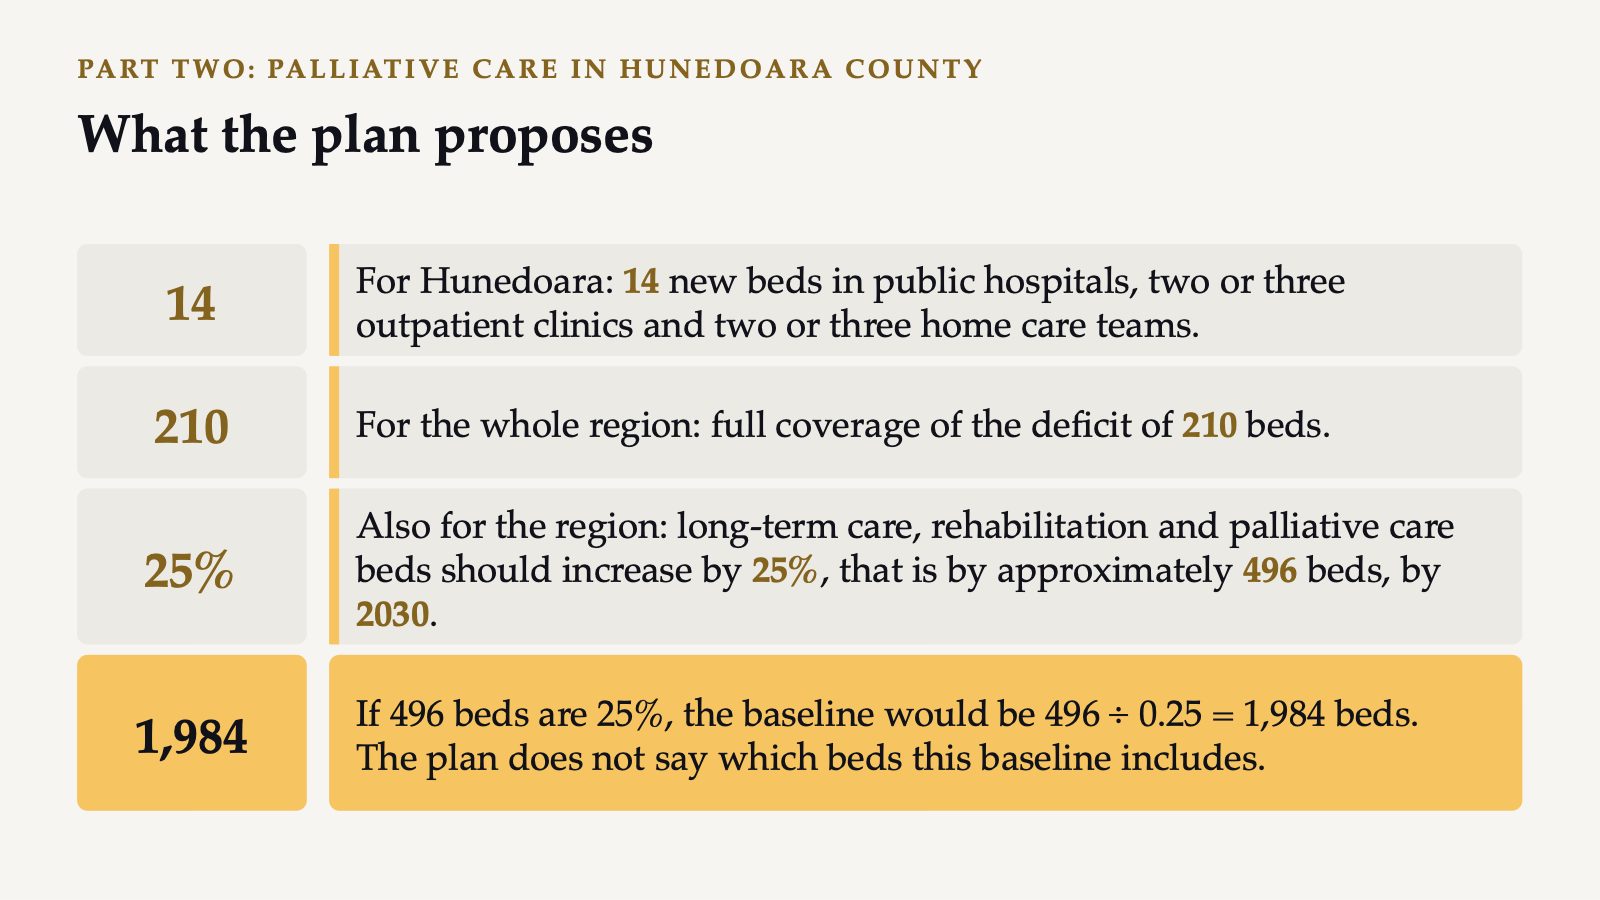 PART TWO: PALLIATIVE CARE IN HUNEDOARA COUNTY
What the plan proposes
14
For Hunedoara: 14 new beds in public hospitals, two or three
outpatient clinics and two or three home care teams.
210
For the whole region: full coverage of the deficit of 210 beds.
25%
Also for the region: long-term care, rehabilitation and palliative care
beds should increase by 25%, that is by approximately 496 beds, by
2030.
1,984
If 496 beds are 25%, the baseline would be 496 ÷ 0.25 = 1,984 beds.
The plan does not say which beds this baseline includes.